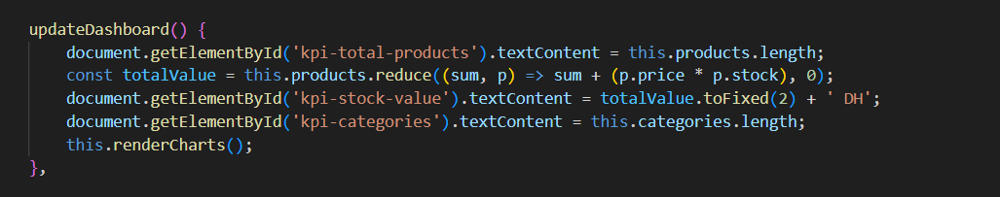 updateDashboard() {
document.getElementById('kpi-total-products').textContent = this.products.length;
const totalValue = this.products.reduce((sum, p) => sum + (p.price * p.stock), 0);
document.getElementById('kpi-stock-value').textContent = totalValue.toFixed(2) + ' DH';
document.getElementById('kpi-categories').textContent = this.categories.length;
this.renderCharts();
},